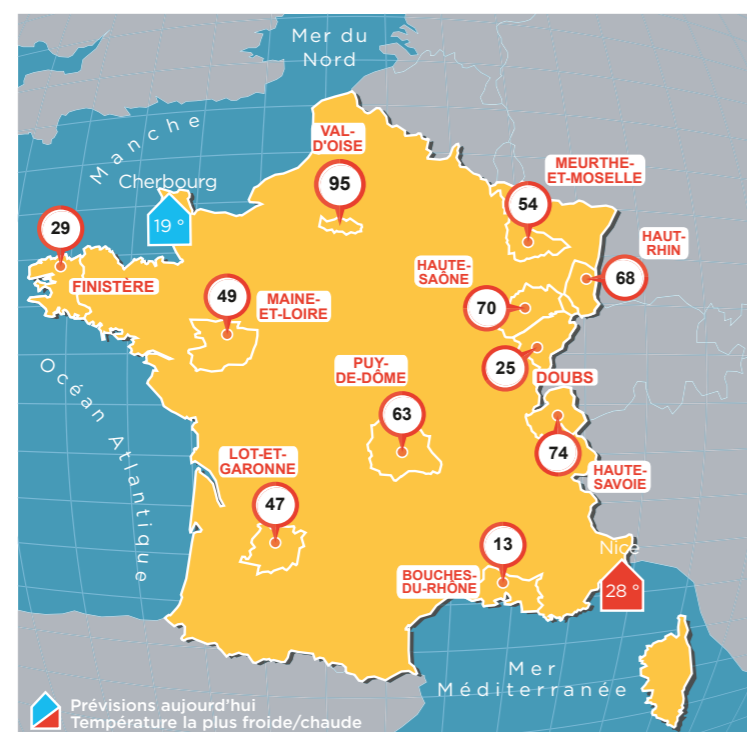 Mer du
Nord
Manche
VAL-
D'OISE
95
MEURTHE-
ET-MOSELLE
54
Cherbourg
19 °
29
FINISTÈRE
HAUT-
RHIN
68
HAUTE-
SAÔNE
70
49
MAINE-
ET-LOIRE
25
DOUBS
PUY-
DE-DÔME
63
Océan Atlantique
74
HAUTE-
SAVOIE
LOT-ET-
GARONNE
47
13
BOUCHES-
DU-RHÔNE
Nice
28 °
Mer
Méditerranée
Prévisions aujourd'hui
Température la plus froide/chaude